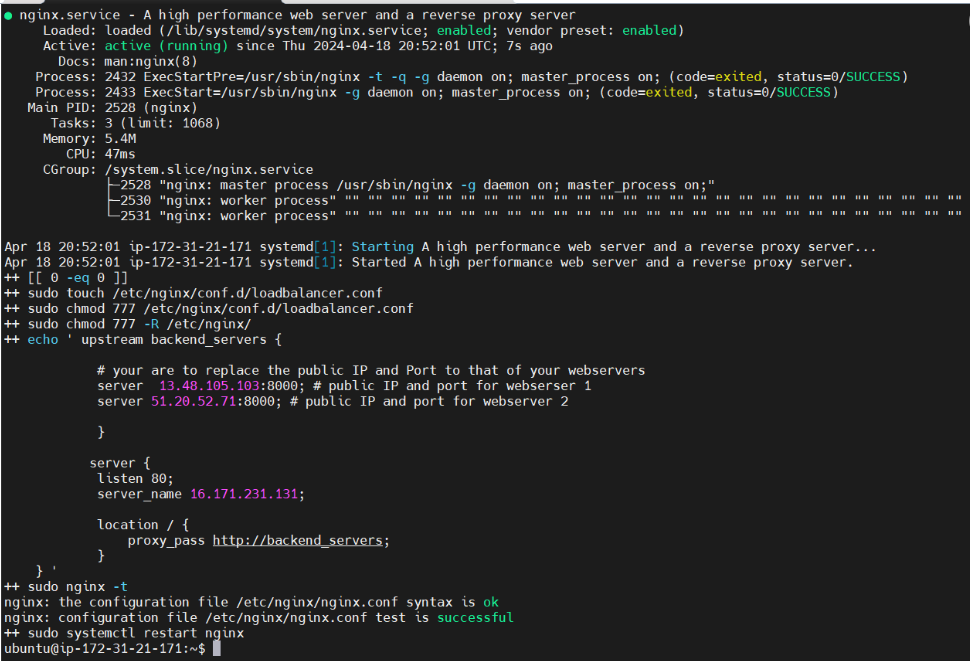 ● nginx.service - A high performance web server and a reverse proxy server
     Loaded: loaded (/lib/systemd/system/nginx.service; enabled; vendor preset: enabled)
     Active: active (running) since Thu 2024-04-18 20:52:01 UTC; 7s ago
       Docs: man:nginx(8)
    Process: 2432 ExecStartPre=/usr/sbin/nginx -t -q -g daemon on; master_process on; (code=exited, status=0/SUCCESS)
    Process: 2433 ExecStart=/usr/sbin/nginx -g daemon on; master_process on; (code=exited, status=0/SUCCESS)
   Main PID: 2528 (nginx)
      Tasks: 3 (limit: 1068)
     Memory: 5.4M
        CPU: 47ms
     CGroup: /system.slice/nginx.service
             ├─2528 "nginx: master process /usr/sbin/nginx -g daemon on; master_process on;"
             ├─2530 "nginx: worker process" "" "" "" "" "" "" "" "" "" "" "" "" "" "" "" "" "" "" "" "" "" "" "" "" "" "" ""
             └─2531 "nginx: worker process" "" "" "" "" "" "" "" "" "" "" "" "" "" "" "" "" "" "" "" "" "" "" "" "" "" "" ""

Apr 18 20:52:01 ip-172-31-21-171 systemd[1]: Starting A high performance web server and a reverse proxy server...
Apr 18 20:52:01 ip-172-31-21-171 systemd[1]: Started A high performance web server and a reverse proxy server.
++ [[ 0 -eq 0 ]]
++ sudo touch /etc/nginx/conf.d/loadbalancer.conf
++ sudo chmod 777 /etc/nginx/conf.d/loadbalancer.conf
++ sudo chmod 777 -R /etc/nginx/
++ echo ' upstream backend_servers {

            # your are to replace the public IP and Port to that of your webservers
            server  13.48.105.103:8000; # public IP and port for webserser 1
            server 51.20.52.71:8000; # public IP and port for webserver 2

            }

           server {
            listen 80;
            server_name 16.171.231.131;

            location / {
                proxy_pass http://backend_servers;
            }
    } '
++ sudo nginx -t
nginx: the configuration file /etc/nginx/nginx.conf syntax is ok
nginx: configuration file /etc/nginx/nginx.conf test is successful
++ sudo systemctl restart nginx
ubuntu@ip-172-31-21-171:~$